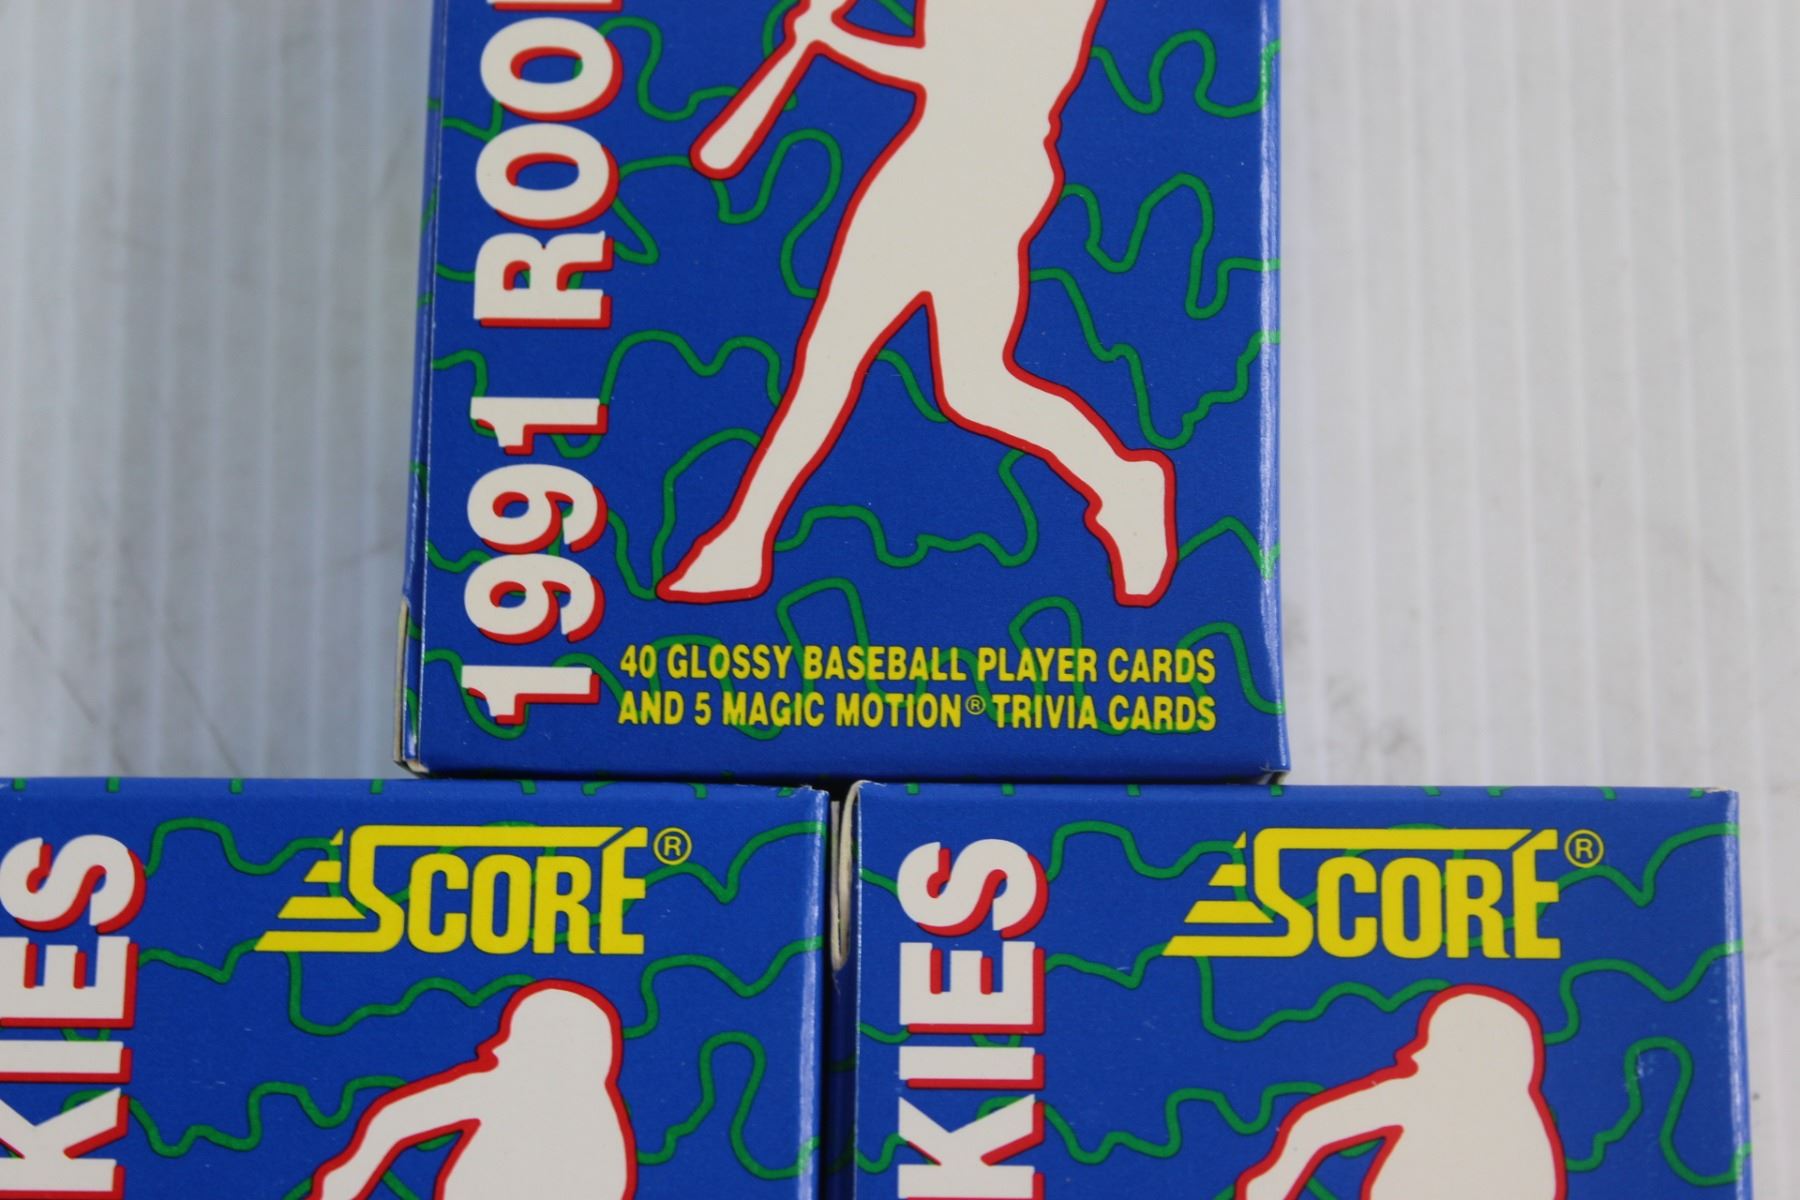 1991 ROO
40 GLOSSY BASEBALL PLAYER CARDS
AND 5 MAGIC MOTION® TRIVIA CARDS
KIES
SCORE®
KIES
SCORE®